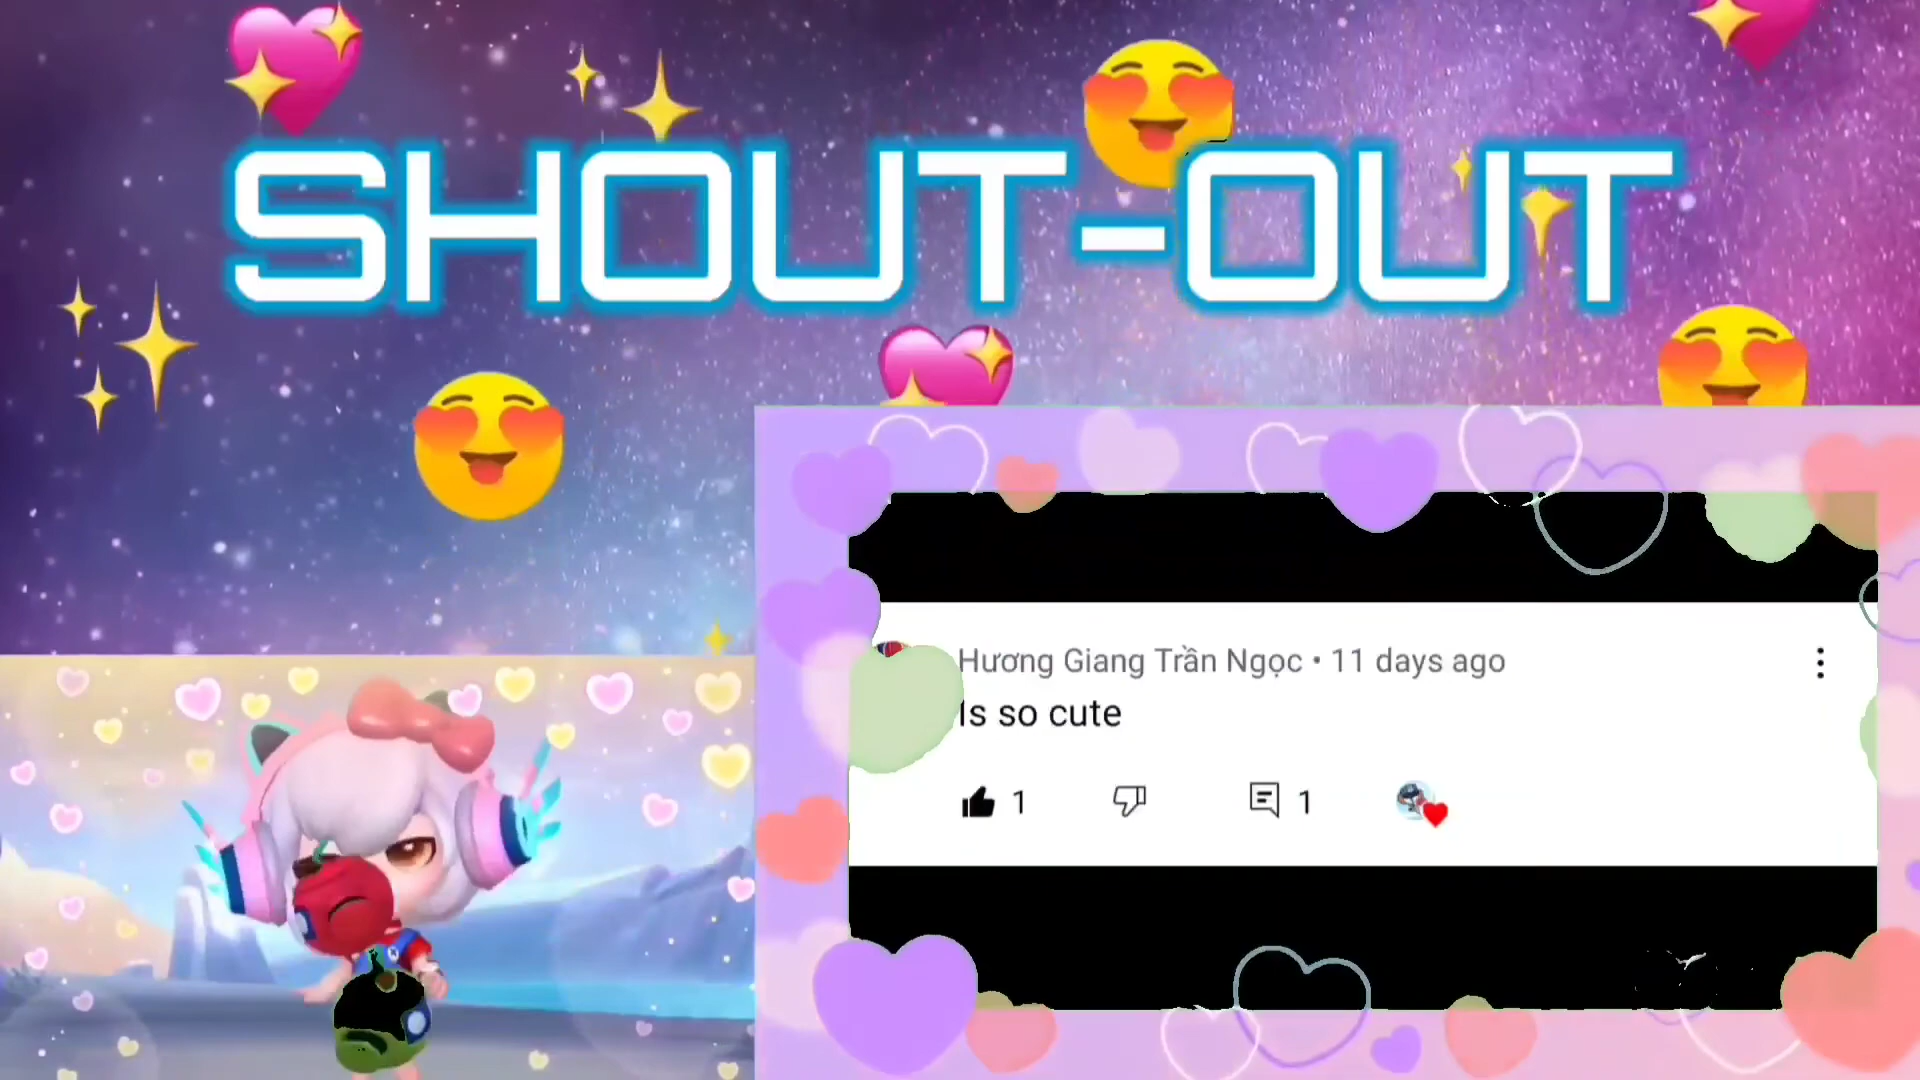 SHOUT-OUT
Hương Giang Trần Ngọc • 11 days ago
Is so cute
1 1